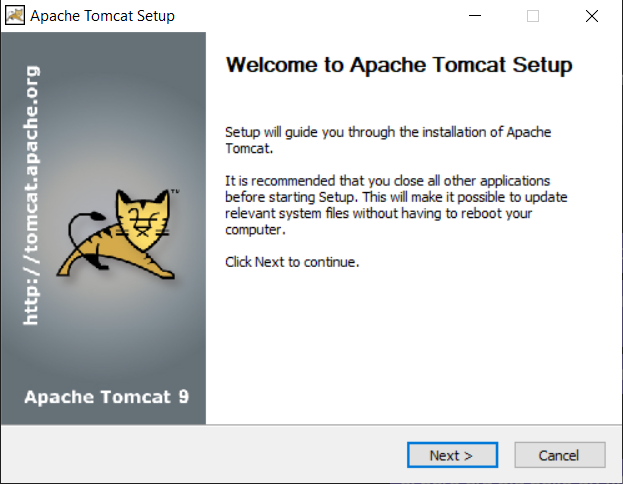 Apache Tomcat Setup
http://tomcat.apache.org
TM
Apache Tomcat 9
Welcome to Apache Tomcat Setup
Setup will guide you through the installation of Apache
Tomcat.
It is recommended that you close all other applications
before starting Setup. This will make it possible to update
relevant system files without having to reboot your
computer.
Click Next to continue.
Next >
Cancel